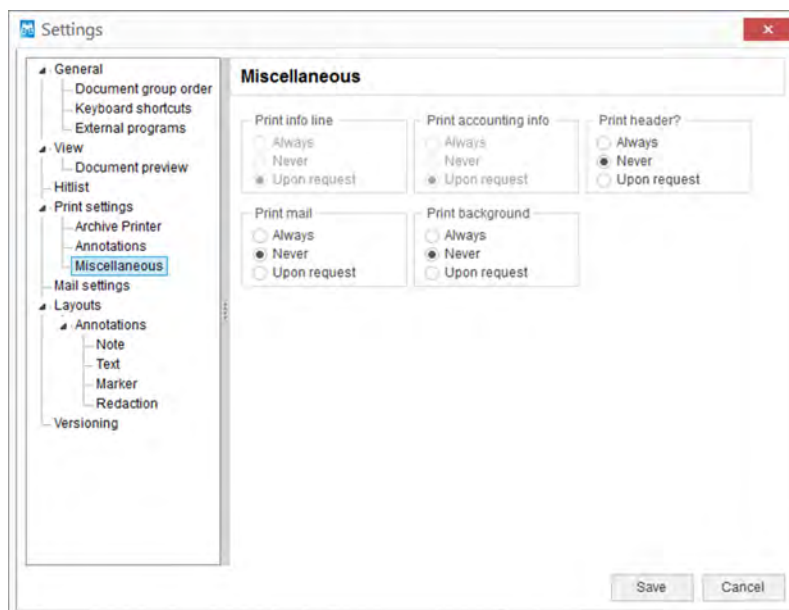 Settings
General
Document group order
Keyboard shortcuts
External programs
View
Document preview
Hitlist
Print settings
Archive Printer
Annotations
Miscellaneous
Mail settings
Layouts
Annotations
Note
Text
Marker
Redaction
Versioning
Miscellaneous
Print info line
Always
Never
Upon request
Print accounting info
Always
Never
Upon request
Print header?
Always
Never
Upon request
Print mail
Always
Never
Upon request
Print background
Always
Never
Upon request
Save
Cancel